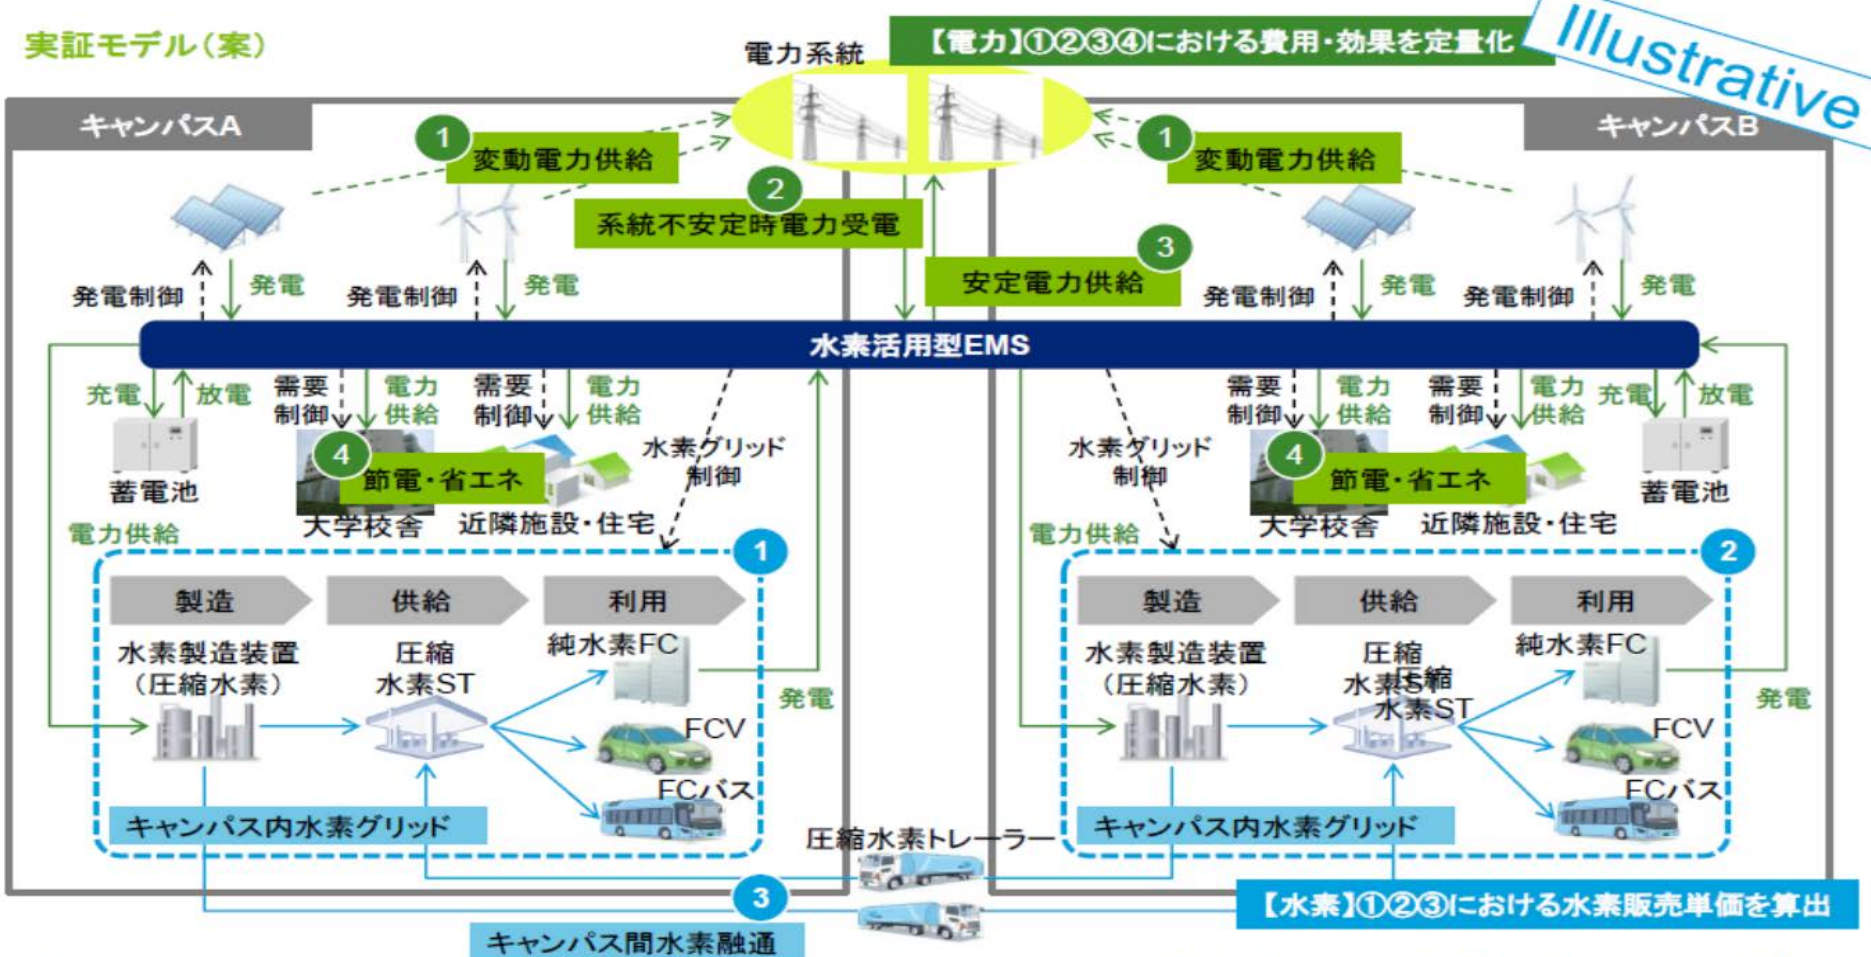 実証モデル（案）
電力系統
【電力】①②③④における費用・効果を定量化
Illustrative
キャンパスA
キャンパスB
1
変動電力供給
1
変動電力供給
2
系統不安定時電力受電
3
安定電力供給
発電制御
発電
発電制御
発電
発電制御
発電
発電制御
発電
水素活用型EMS
充電
放電
需要
制御
電力
供給
需要
制御
電力
供給
水素グリッド
制御
蓄電池
4
節電・省エネ
大学校舎
近隣施設・住宅
水素グリッド
制御
需要
制御
電力
供給
需要
制御
電力
供給
充電
放電
4
節電・省エネ
大学校舎
近隣施設・住宅
蓄電池
電力供給
1
製造
供給
利用
水素製造装置
（圧縮水素）
圧縮
水素ST
純水素FC
FCV
FCバス
発電
キャンパス内水素グリッド
電力供給
2
製造
供給
利用
水素製造装置
（圧縮水素）
圧縮
水素ST
圧縮
水素ST
純水素FC
FCV
FCバス
発電
キャンパス内水素グリッド
圧縮水素トレーラー
3
キャンパス間水素融通
【水素】①②③における水素販売単価を算出